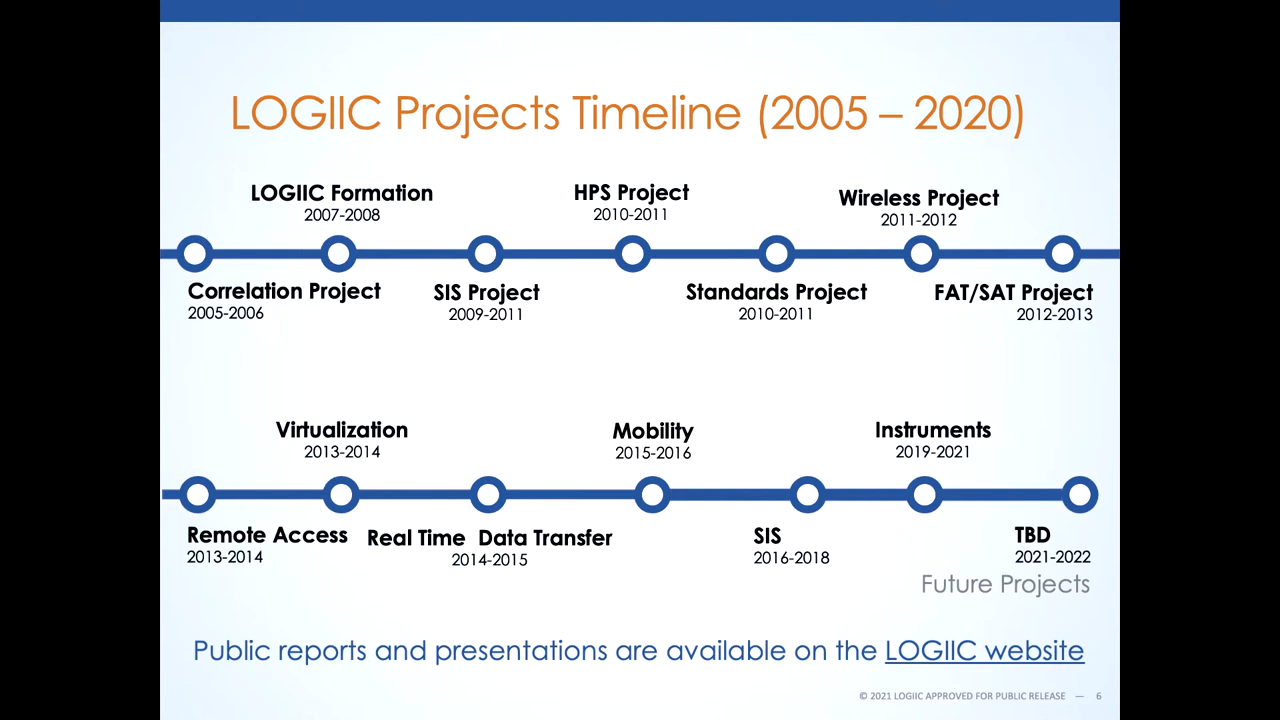 LOGIIC Projects Timeline (2005 – 2020)
LOGIIC Formation
2007-2008
HPS Project
2010-2011
Wireless Project
2011-2012
Correlation Project
2005-2006
SIS Project
2009-2011
Standards Project
2010-2011
FAT/SAT Project
2012-2013
Virtualization
2013-2014
Mobility
2015-2016
Instruments
2019-2021
Remote Access
2013-2014
Real Time  Data Transfer
2014-2015
SIS
2016-2018
TBD
2021-2022
Future Projects
Public reports and presentations are available on the LOGIIC website
© 2021 LOGIIC APPROVED FOR PUBLIC RELEASE — 6